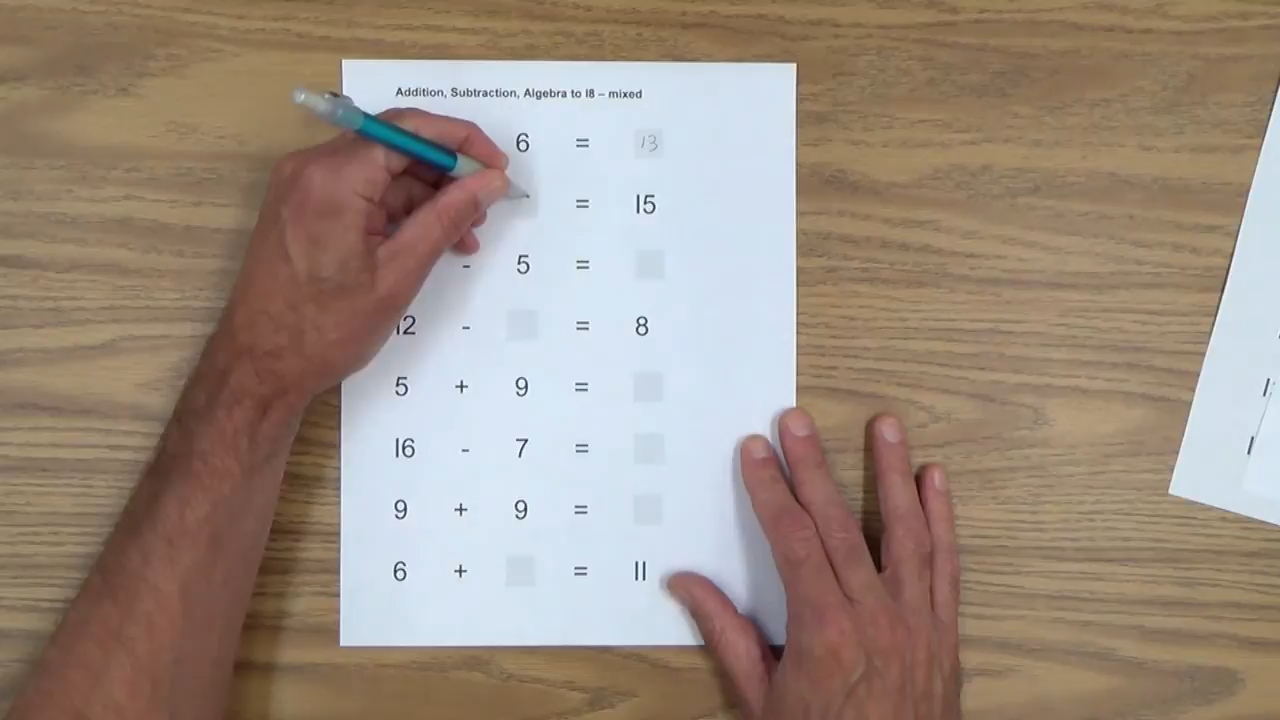 Addition, Subtraction, Algebra to 18 – mixed
6 = 13
= 15
- 5 =
12 - = 8
5 + 9 =
16 - 7 =
9 + 9 =
6 + = 11